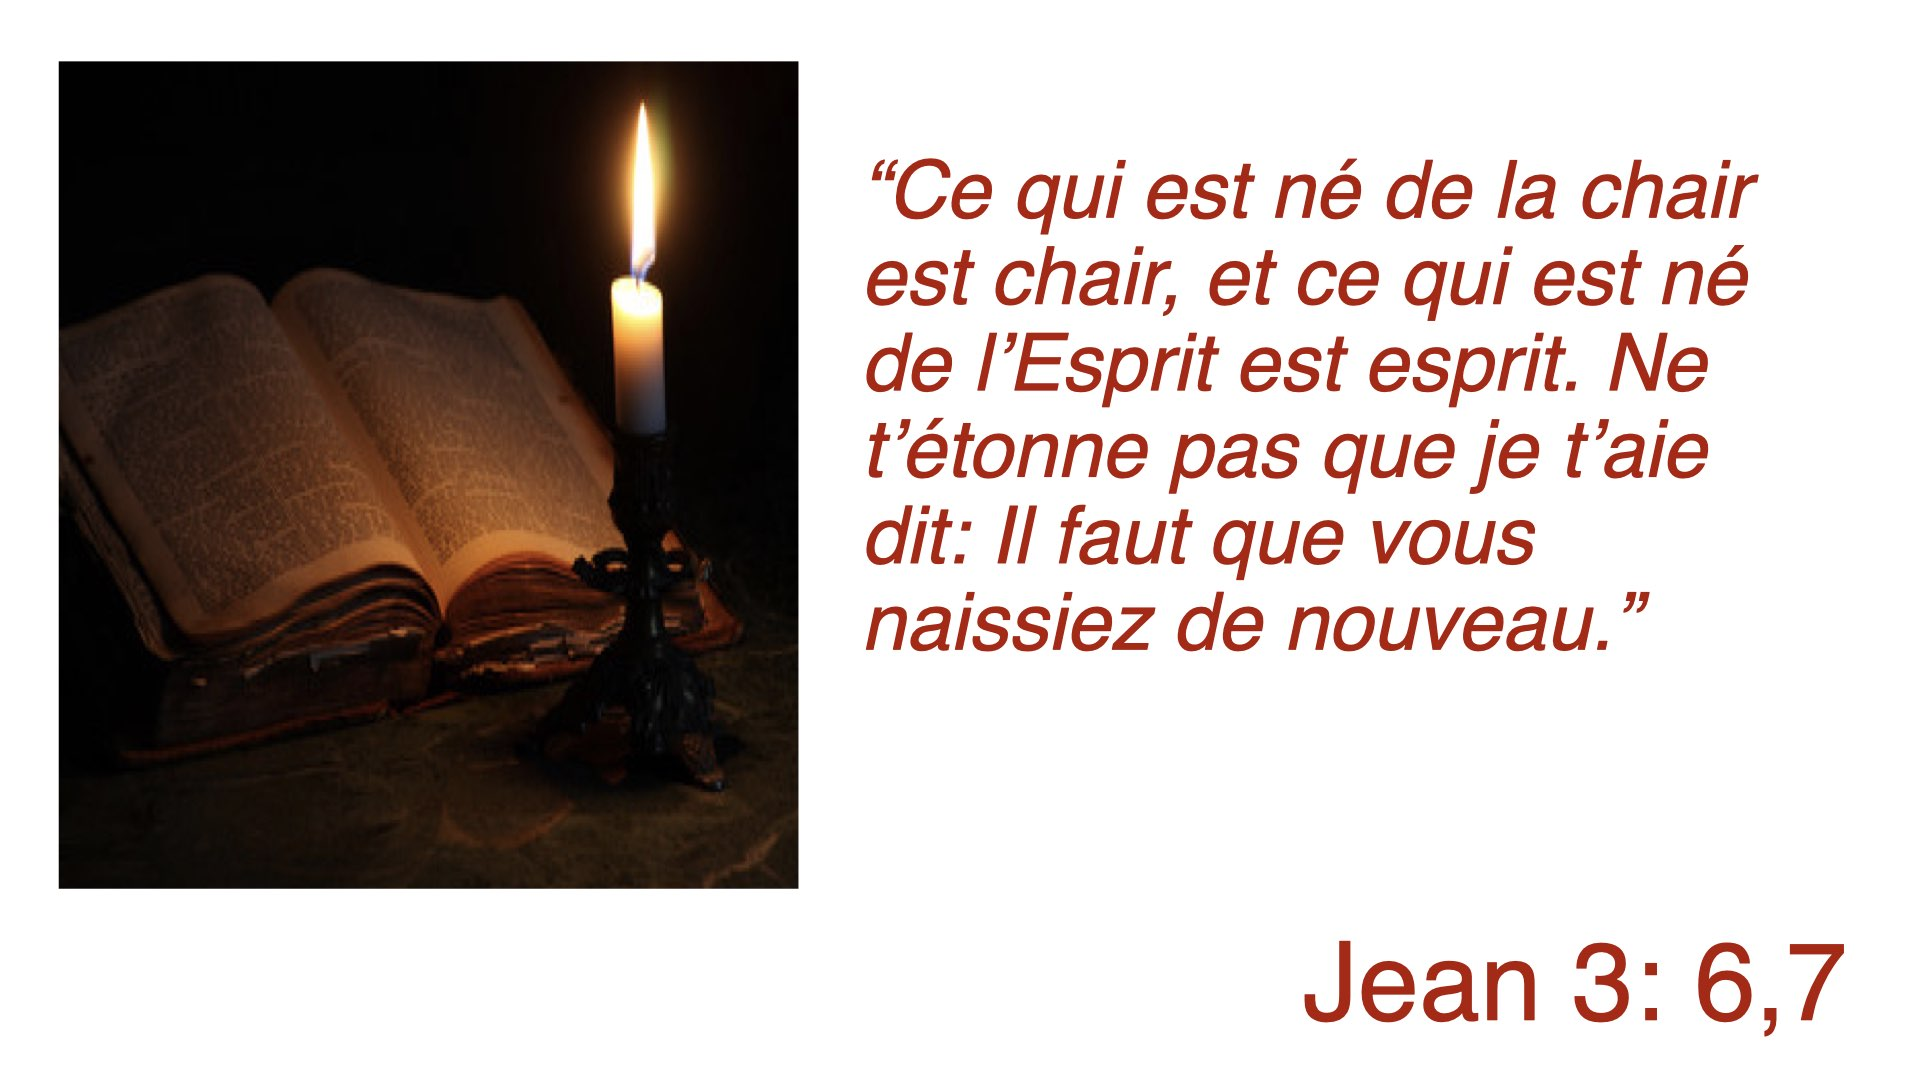 “Ce qui est né de la chair
est chair, et ce qui est né
de l’Esprit est esprit. Ne
t’étonne pas que je t’aie
dit: Il faut que vous
naissiez de nouveau.”
Jean 3: 6,7